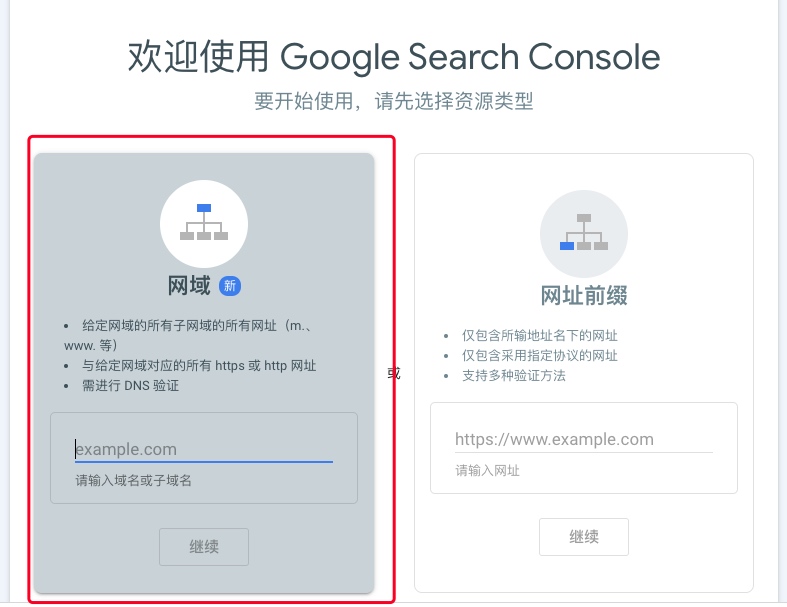 欢迎使用 Google Search Console
要开始使用，请先选择资源类型
网域 新
• 给定网域的所有子网域的所有网址（m.、
www. 等）
• 与给定网域对应的所有 https 或 http 网址
• 需进行 DNS 验证
example.com
请输入域名或子域名
继续
或
网址前缀
• 仅包含所输地址名下的网址
• 仅包含采用指定协议的网址
• 支持多种验证方法
https://www.example.com
请输入网址
继续